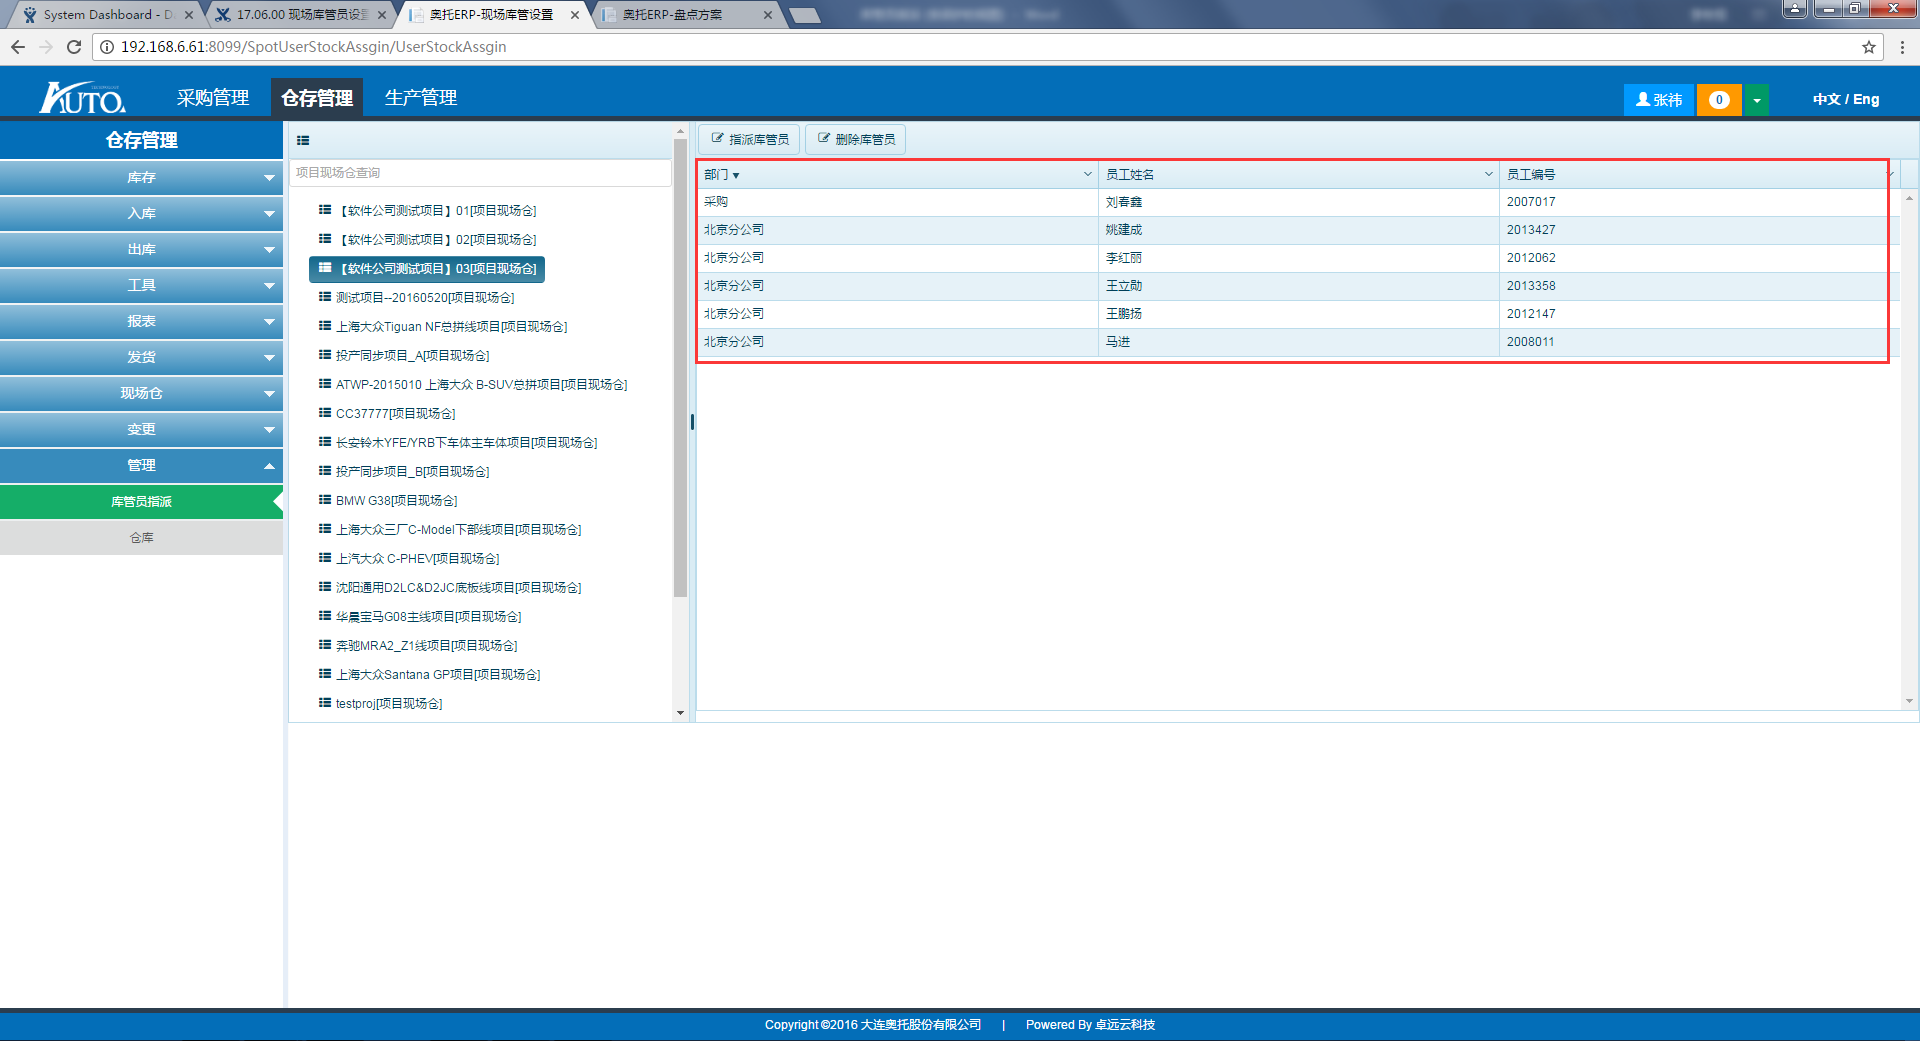 System Dashboard - D
17.06.00 现场库管员设置
奥托ERP-现场库管设置
奥托ERP-盘点方案
192.168.6.61:8099/SpotUserStockAssgin/UserStockAssgin
AUTO.
采购管理
仓存管理
生产管理
张祎
0
中文 / Eng
仓存管理
库存
入库
出库
工具
报表
发货
现场仓
变更
管理
库管员指派
仓库
项目现场仓查询
【软件公司测试项目】01[项目现场仓]
【软件公司测试项目】02[项目现场仓]
【软件公司测试项目】03[项目现场仓]
测试项目--20160520[项目现场仓]
上海大众Tiguan NF总拼线项目[项目现场仓]
投产同步项目_A[项目现场仓]
ATWP-2015010 上海大众 B-SUV总拼项目[项目现场仓]
CC37777[项目现场仓]
长安铃木YFE/YRB下车体主车体项目[项目现场仓]
投产同步项目_B[项目现场仓]
BMW G38[项目现场仓]
上海大众三厂C-Model下部线项目[项目现场仓]
上汽大众 C-PHEV[项目现场仓]
沈阳通用D2LC&D2JC底板线项目[项目现场仓]
华晨宝马G08主线项目[项目现场仓]
奔驰MRA2_Z1线项目[项目现场仓]
上海大众Santana GP项目[项目现场仓]
testproj[项目现场仓]
指派库管员
删除库管员
部门 ▼ 员工姓名 员工编号
采购 刘春鑫 2007017
北京分公司 姚建成 2013427
北京分公司 李红丽 2012062
北京分公司 王立勋 2013358
北京分公司 王鹏扬 2012147
北京分公司 马进 2008011
Copyright ©2016 大连奥托股份有限公司 | Powered By 卓远云科技